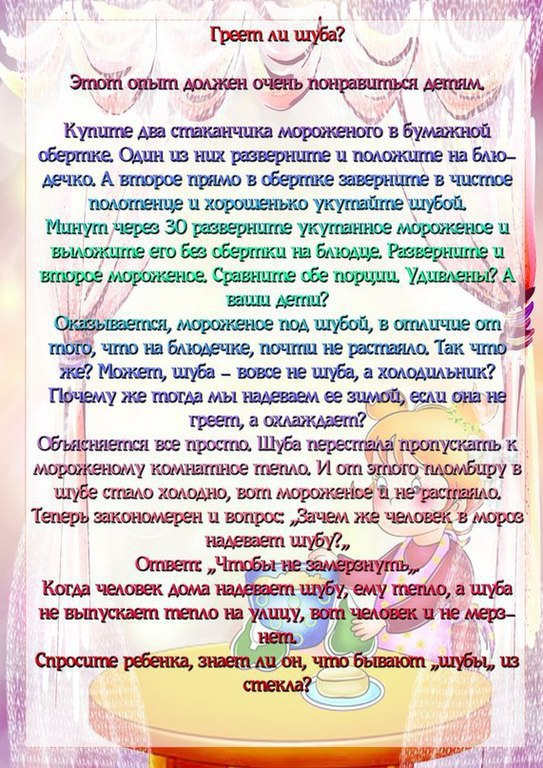 Греет ли шуба?
Этот опыт должен очень понравиться детям.
Купите два стаканчика мороженого в бумажной
обертке. Один из них разверните и положите на блю-
дечко. А второе прямо в обертке заверните в чистое
полотенце и хорошенько укутайте шубой.
Минут через 30 разверните укутанное мороженое и
выложите его без обертки на блюдце. Разверните и
второе мороженое. Сравните обе порции. Удивлены? А
ваши дети?
Оказывается, мороженое под шубой, в отличие от
того, что на блюдечке, почти не растаяло. Так что
же? Может, шуба – вовсе не шуба, а холодильник?
Почему же тогда мы надеваем ее зимой, если она не
греет, а охлаждает?
Объясняется все просто. Шуба перестала пропускать к
мороженому комнатное тепло. И от этого пломбиру в
шубе стало холодно, вот мороженое и не растаяло.
Теперь закономерен и вопрос: „Зачем же человек в мороз
надевает шубу?„
Ответ: „Чтобы не замерзнуть„.
Когда человек дома надевает шубу, ему тепло, а шуба
не выпускает тепло на улицу, вот человек и не мерз-
нет.
Спросите ребенка, знает ли он, что бывают „шубы„ из
стекла?